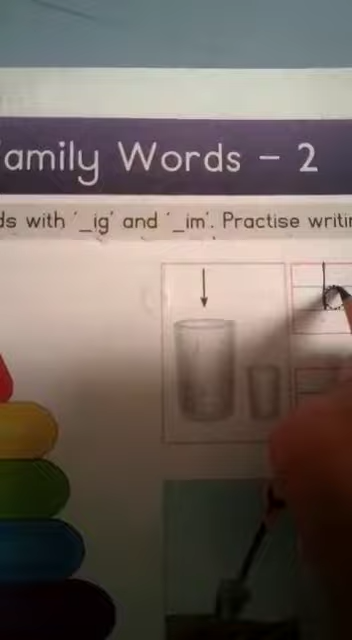 amily Words – 2
ds with '_ig' and '_im'. Practise writin